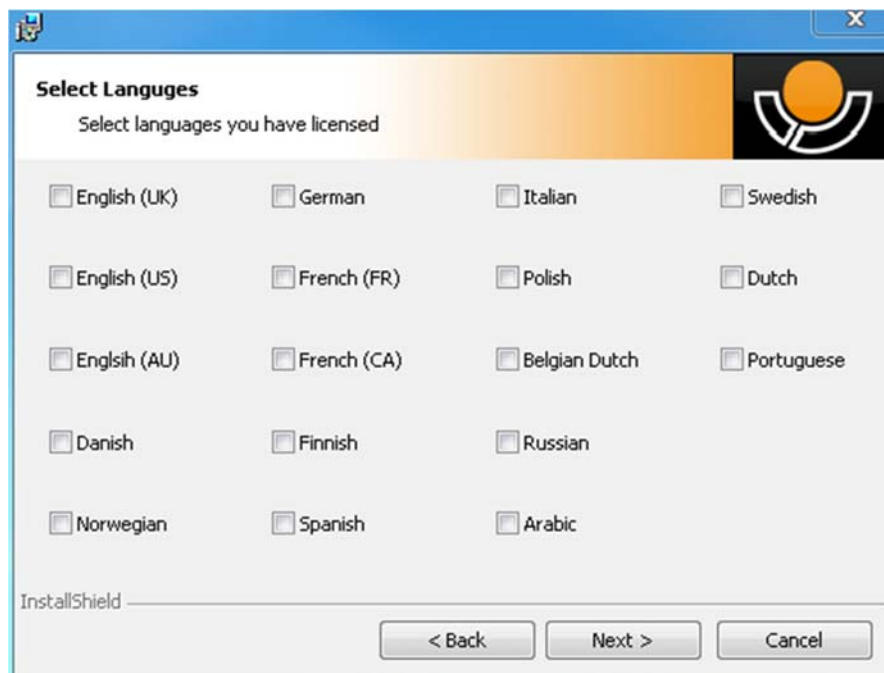 Select Languges
Select languages you have licensed
English (UK) German Italian Swedish
English (US) French (FR) Polish Dutch
Englsih (AU) French (CA) Belgian Dutch Portuguese
Danish Finnish Russian
Norwegian Spanish Arabic
InstallShield
< Back Next > Cancel